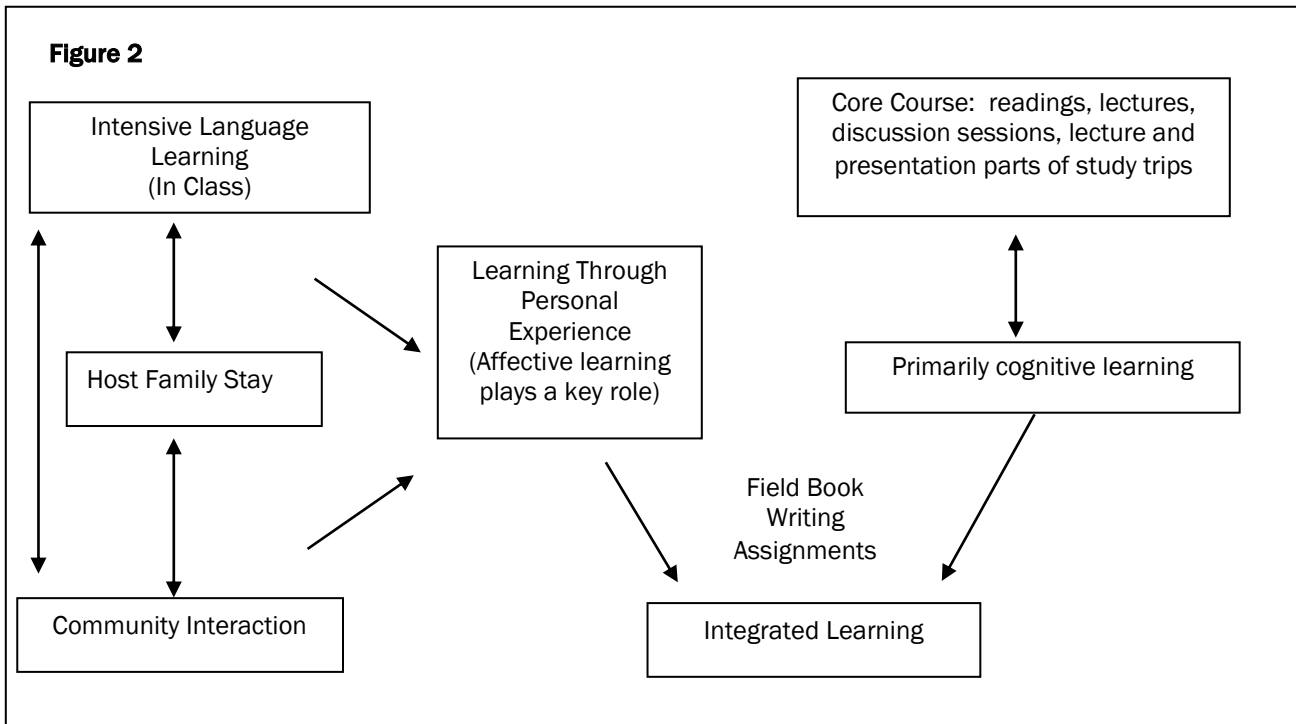 Figure 2
Intensive Language
Learning
(In Class)
Core Course: readings, lectures,
discussion sessions, lecture and
presentation parts of study trips
Learning Through
Personal
Experience
(Affective learning
plays a key role)
Host Family Stay
Primarily cognitive learning
Field Book
Writing
Assignments
Community Interaction
Integrated Learning